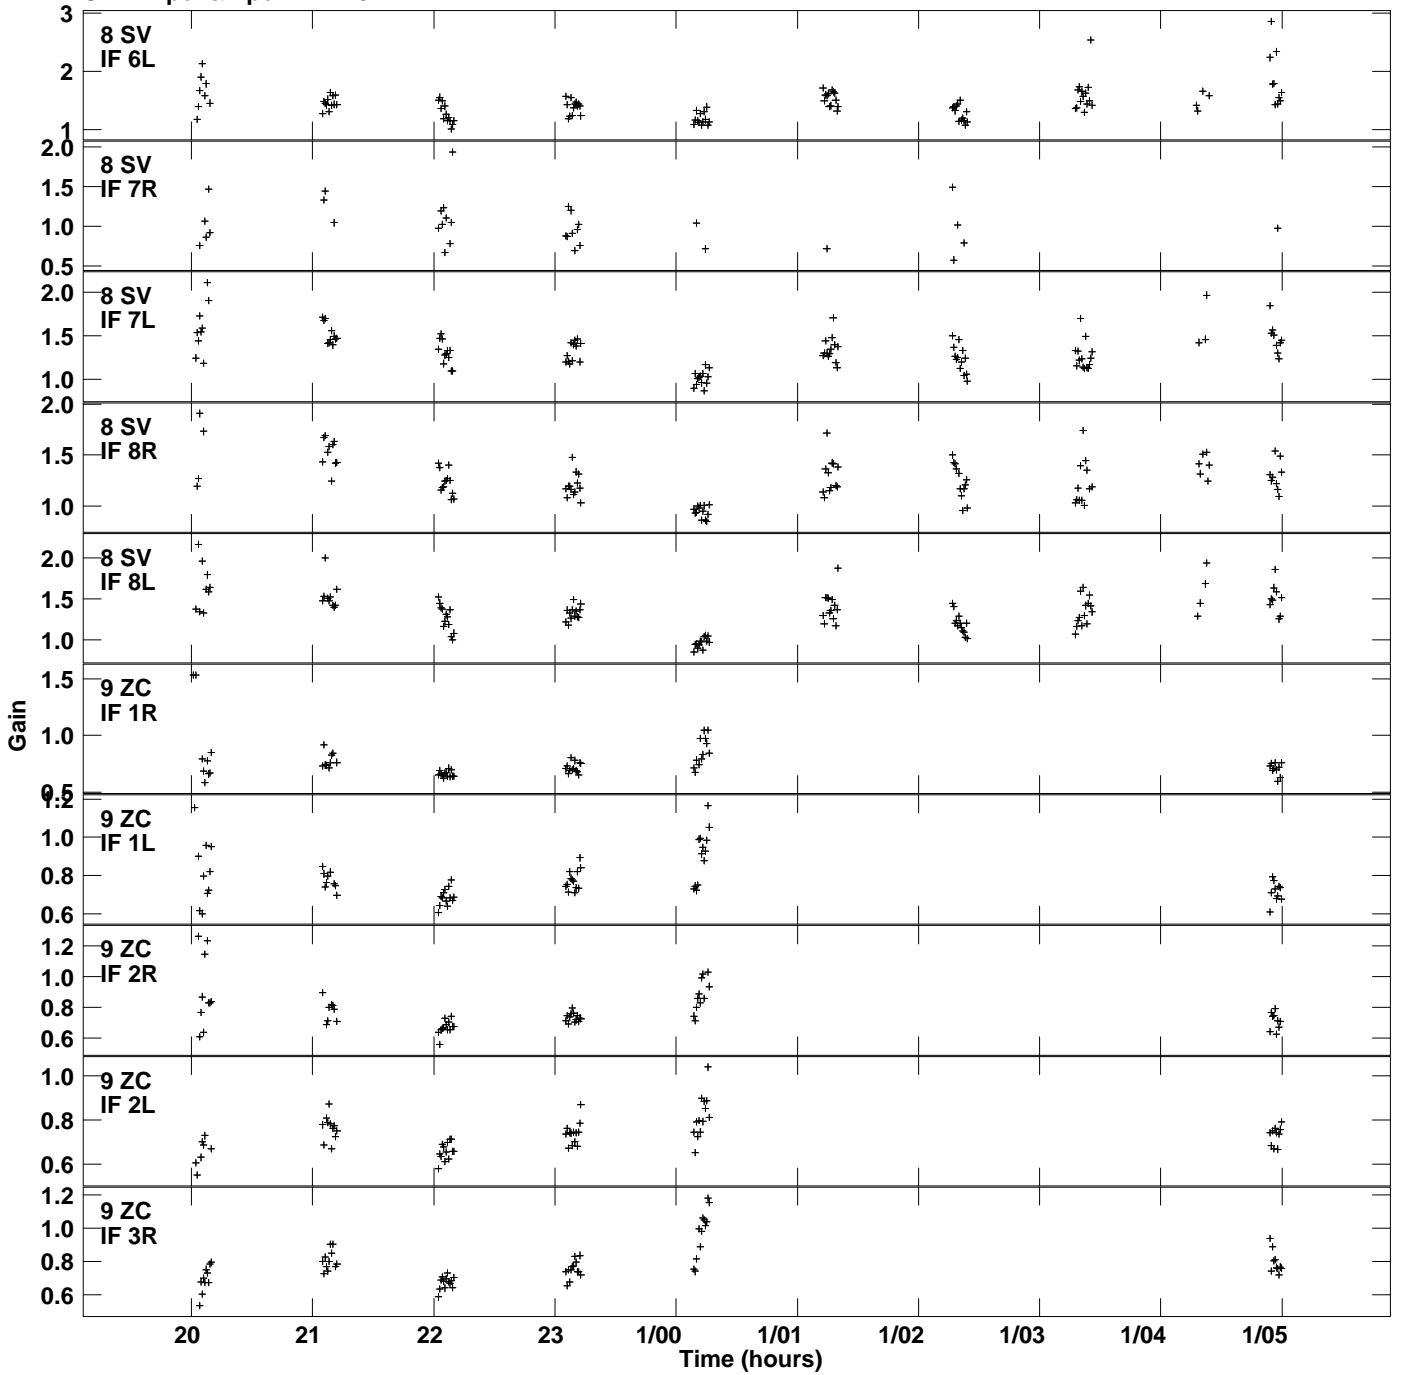 3
8 SV
IF 6L
2
1
2.0
8 SV
IF 7R
1.5
1.0
0.5
8 SV
2.0
IF 7L
1.5
1.0
2.0
8 SV
IF 8R
1.5
1.0
8 SV
2.0
IF 8L
1.5
1.0
9 ZC
1.5
IF 1R
1.0
0.5
1.2
9 ZC
IF 1L
1.0
0.8
0.6
9 ZC
1.2
IF 2R
1.0
0.8
0.6
9 ZC
1.0
IF 2L
0.8
0.6
1.2
9 ZC
IF 3R
1.0
0.8
0.6
Gain
20 21 22 23 1/00 1/01 1/02 1/03 1/04 1/05
Time (hours)